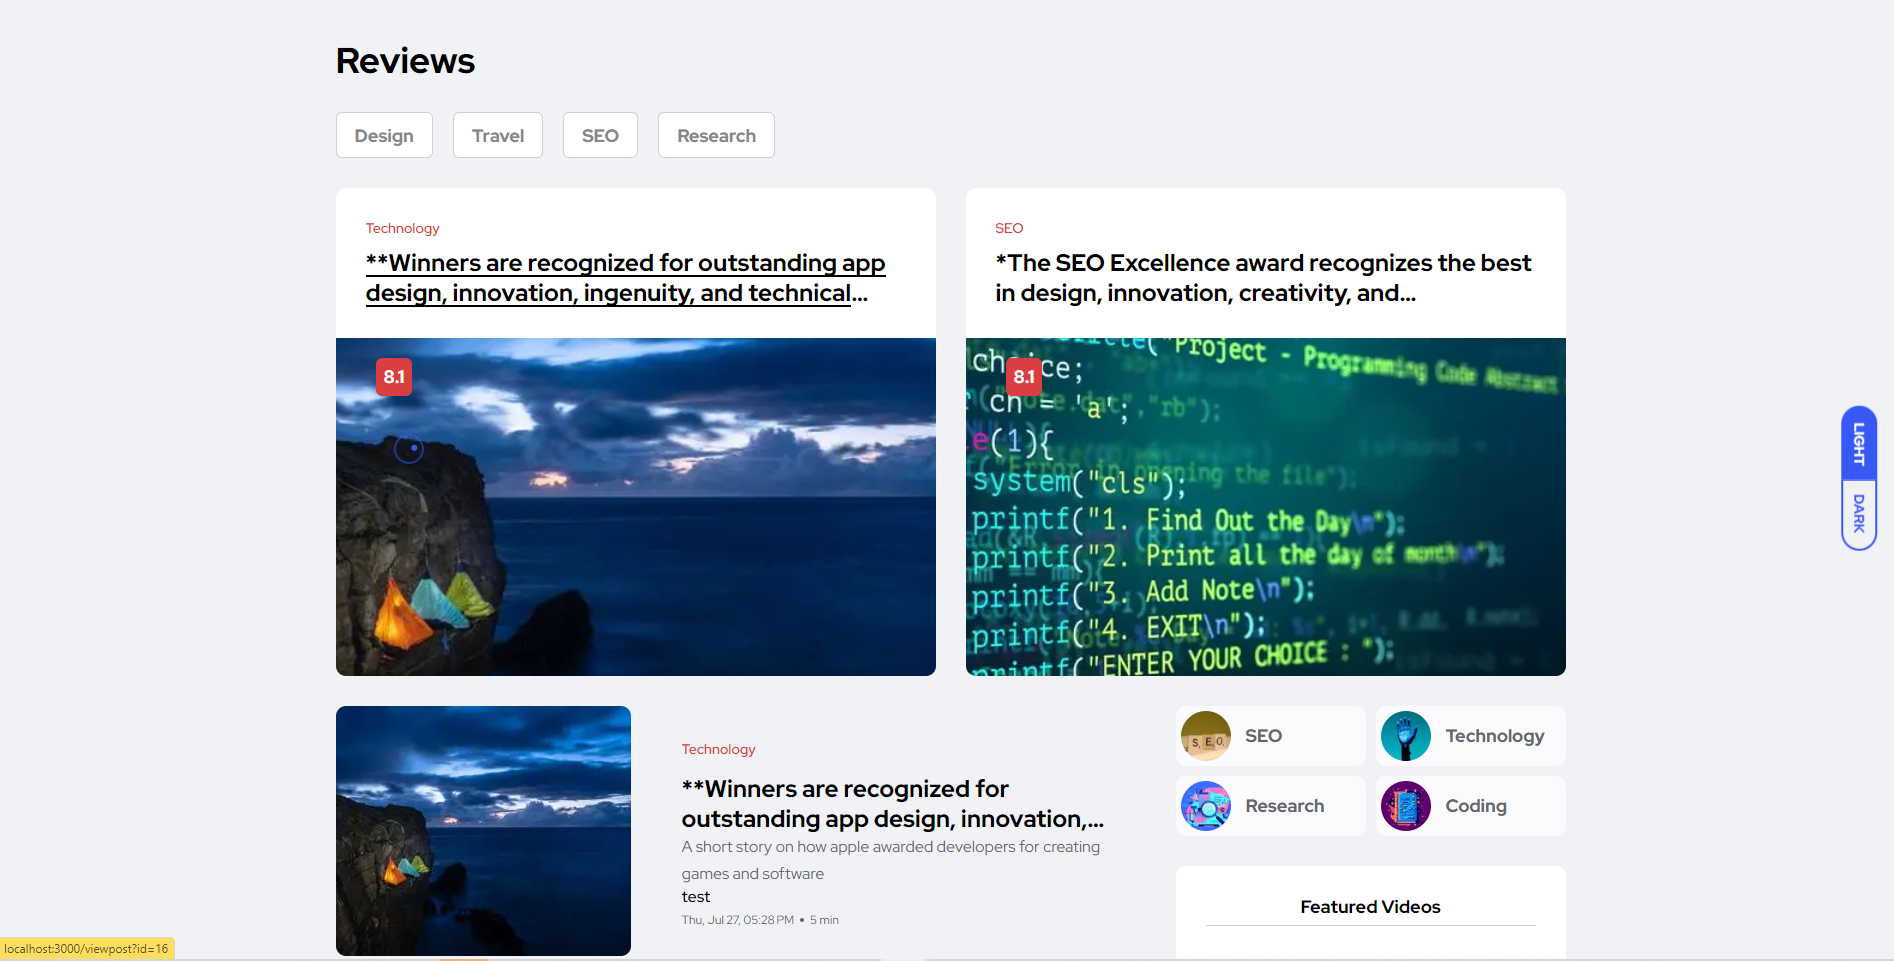 Reviews
Design
Travel
SEO
Research
Technology
**Winners are recognized for outstanding app
design, innovation, ingenuity, and technical...
8.1
SEO
*The SEO Excellence award recognizes the best
in design, innovation, creativity, and...
8.1
"Project - Programming Code Abstract
ce;
ch = 'a';
"rb");
e(1){
system("cls");
printf("1. Find Out the Day\n");
printf("2. Print all the day of month\n");
printf("3. Add Note\n");
printf("4. EXIT\n");
printf("ENTER YOUR CHOICE : ");
LIGHT
DARK
Technology
**Winners are recognized for
outstanding app design, innovation,...
A short story on how apple awarded developers for creating
games and software
test
Thu, Jul 27, 05:28 PM • 5 min
S E O
SEO
Technology
Research
Coding
Featured Videos
localhost:3000/viewpost?id=16